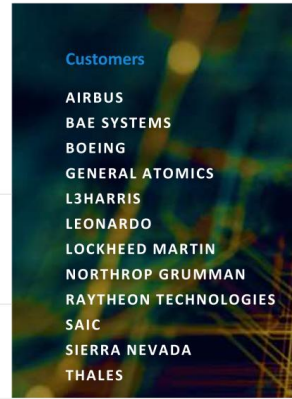 Customers
AIRBUS
BAE SYSTEMS
BOEING
GENERAL ATOMICS
L3HARRIS
LEONARDO
LOCKHEED MARTIN
NORTHROP GRUMMAN
RAYTHEON TECHNOLOGIES
SAIC
SIERRA NEVADA
THALES